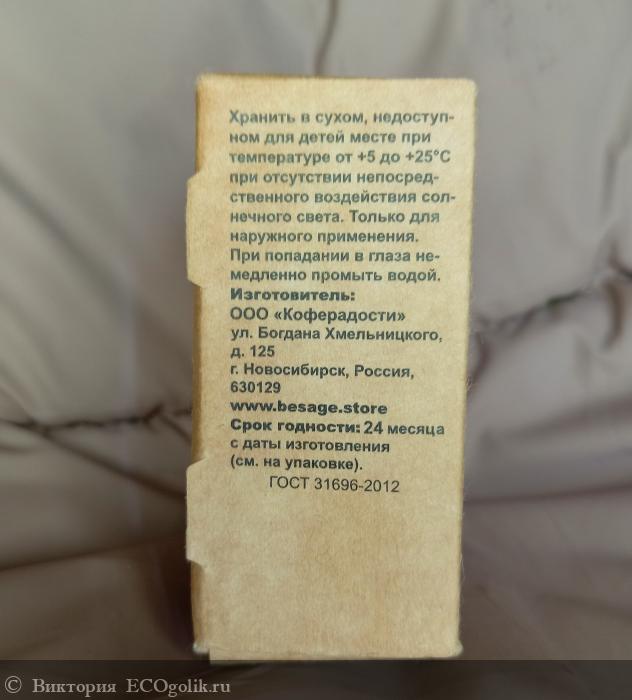 Хранить в сухом, недоступ-
ном для детей месте при
температуре от +5 до +25°С
при отсутствии непосред-
ственного воздействия сол-
нечного света. Только для
наружного применения.
При попадании в глаза не-
медленно промыть водой.
Изготовитель:
ООО «Коферадости»
ул. Богдана Хмельницкого,
д. 125
г. Новосибирск, Россия,
630129
www.besage.store
Срок годности: 24 месяца
с даты изготовления
(см. на упаковке).
ГОСТ 31696-2012
© Виктория ECOgolik.ru